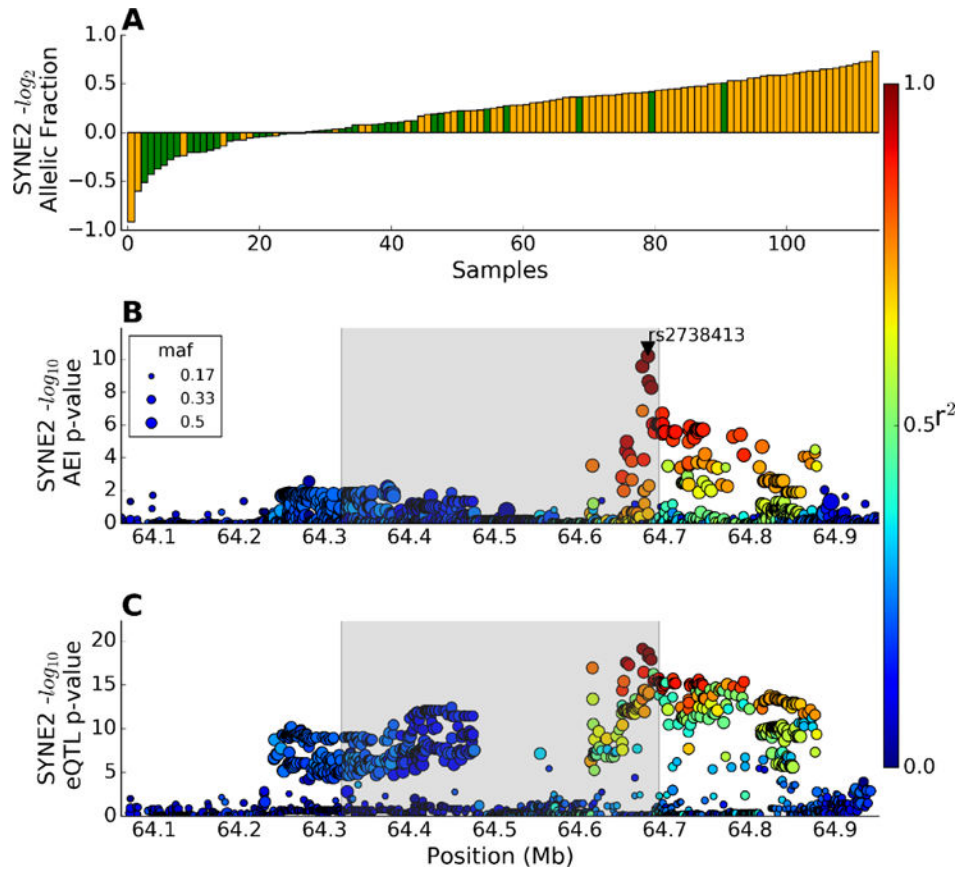 A
SYNE2 -log2
Allelic Fraction
1.0
0.5
0.0
−0.5
−1.0
0 20 40 60 80 100
Samples
B
SYNE2 -log10
AEI p-value
10
8
6
4
2
0
maf
0.17
0.33
0.5
rs2738413
64.1 64.2 64.3 64.4 64.5 64.6 64.7 64.8 64.9
C
SYNE2 -log10
eQTL p-value
20
15
10
5
0
64.1 64.2 64.3 64.4 64.5 64.6 64.7 64.8 64.9
Position (Mb)
1.0
0.5 r²
0.0